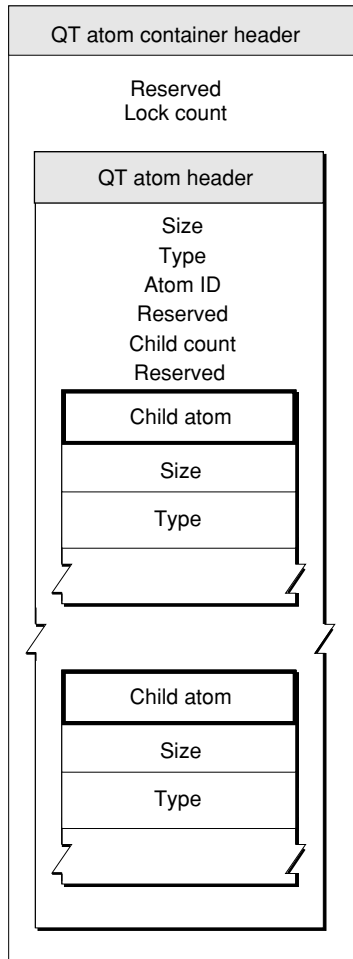 QT atom container header
Reserved
Lock count
QT atom header
Size
Type
Atom ID
Reserved
Child count
Reserved
Child atom
Size
Type
Child atom
Size
Type